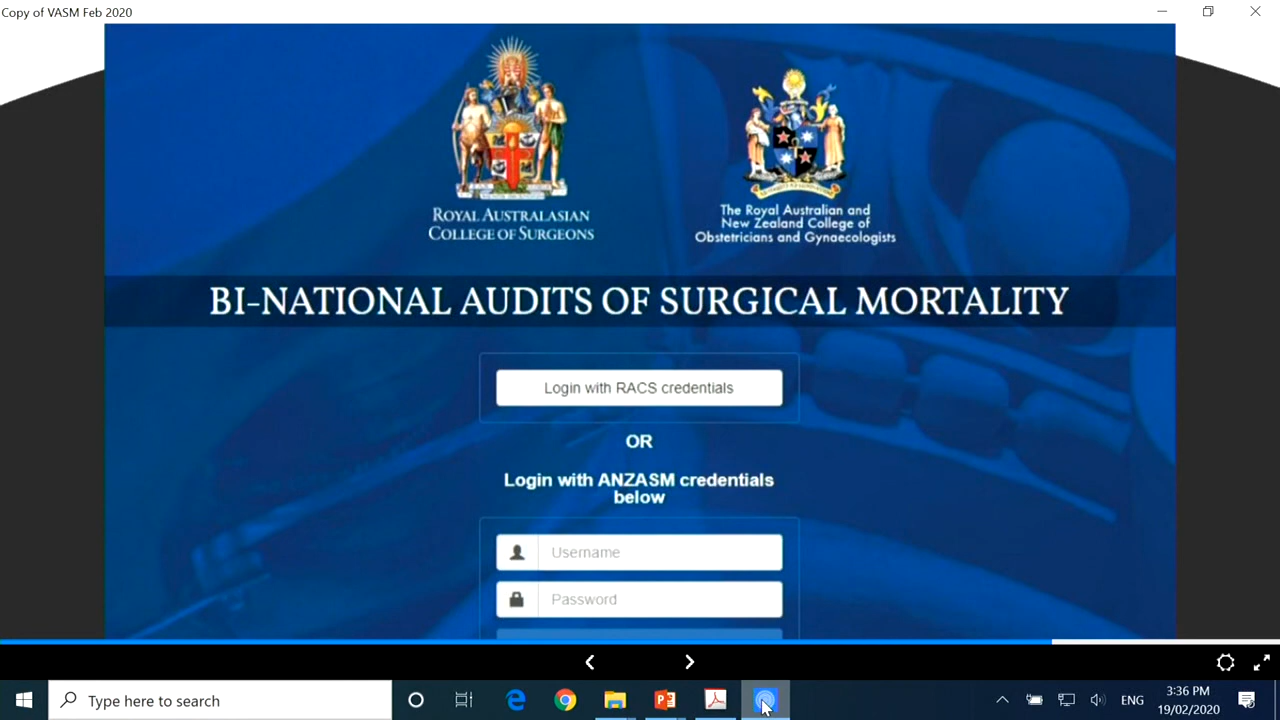 Copy of VASM Feb 2020
ROYAL AUSTRALASIAN
COLLEGE OF SURGEONS
The Royal Australian and
New Zealand College of
Obstetricians and Gynaecologists
BI-NATIONAL AUDITS OF SURGICAL MORTALITY
Login with RACS credentials
OR
Login with ANZASM credentials
below
Username
Password
Type here to search
ENG
3:36 PM
19/02/2020